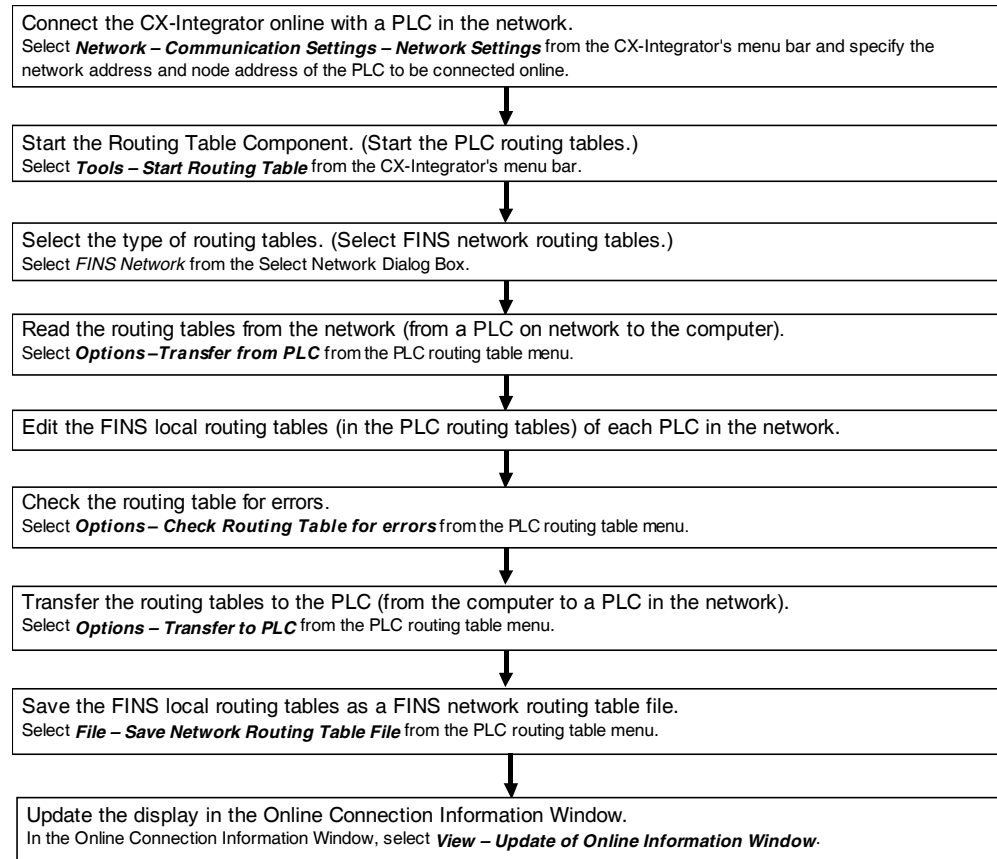 Connect the CX-Integrator online with a PLC in the network.
Select Network – Communication Settings – Network Settings from the CX-Integrator's menu bar and specify the
network address and node address of the PLC to be connected online.
Start the Routing Table Component. (Start the PLC routing tables.)
Select Tools – Start Routing Table from the CX-Integrator's menu bar.
Select the type of routing tables. (Select FINS network routing tables.)
Select FINS Network from the Select Network Dialog Box.
Read the routing tables from the network (from a PLC on network to the computer).
Select Options –Transfer from PLC from the PLC routing table menu.
Edit the FINS local routing tables (in the PLC routing tables) of each PLC in the network.
Check the routing table for errors.
Select Options – Check Routing Table for errors from the PLC routing table menu.
Transfer the routing tables to the PLC (from the computer to a PLC in the network).
Select Options – Transfer to PLC from the PLC routing table menu.
Save the FINS local routing tables as a FINS network routing table file.
Select File – Save Network Routing Table File from the PLC routing table menu.
Update the display in the Online Connection Information Window.
In the Online Connection Information Window, select View – Update of Online Information Window.